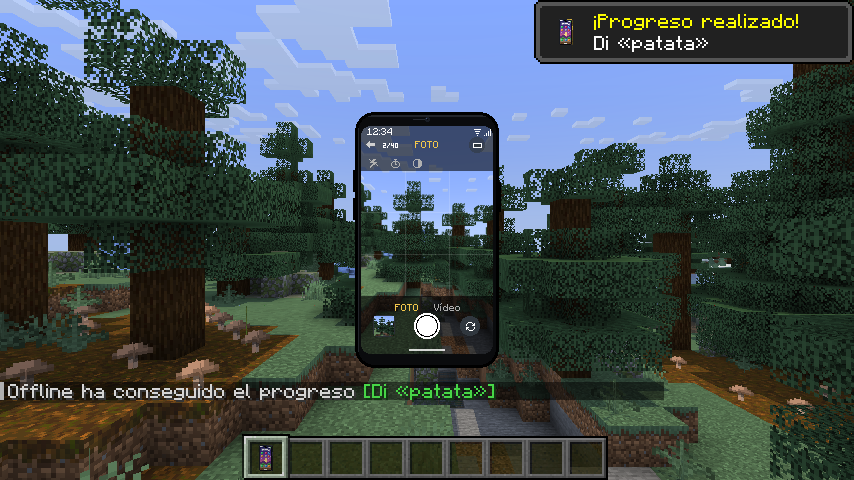 ¡Progreso realizado!
Di «patata»
12:34
2/40 FOTO
FOTO Vídeo
Offline ha conseguido el progreso [Di «patata»]